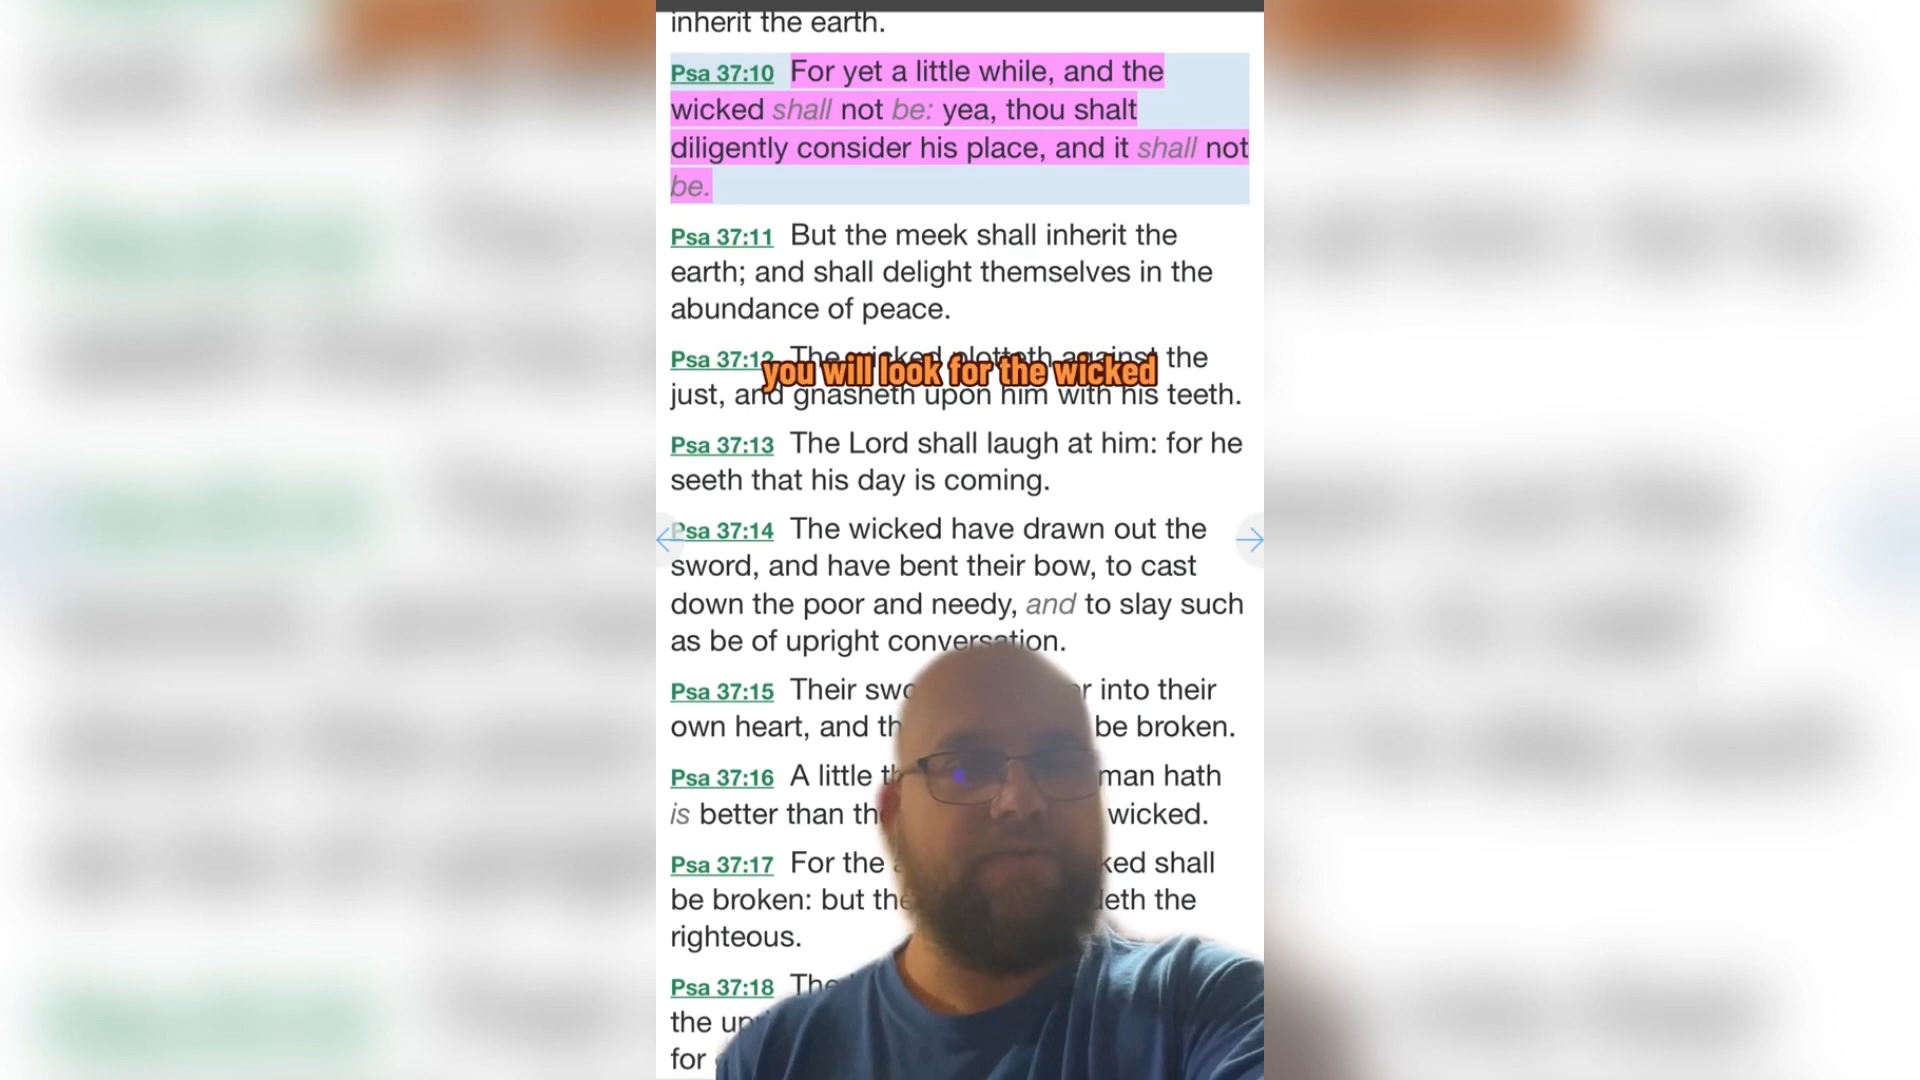 inherit the earth.
Psa 37:10 For yet a little while, and the
wicked shall not be: yea, thou shalt
diligently consider his place, and it shall not
be.
Psa 37:11 But the meek shall inherit the
earth; and shall delight themselves in the
abundance of peace.
Psa 37:12 The wicked plotteth against the
you will look for the wicked
just, and gnasheth upon him with his teeth.
Psa 37:13 The Lord shall laugh at him: for he
seeth that his day is coming.
Psa 37:14 The wicked have drawn out the
sword, and have bent their bow, to cast
down the poor and needy, and to slay such
as be of upright conversation.
Psa 37:15 Their into their
own heart, and be broken.
Psa 37:16 A little man hath
is better than wicked.
Psa 37:17 For the shall
be broken: but the
righteous.
Psa 37:18
the
for